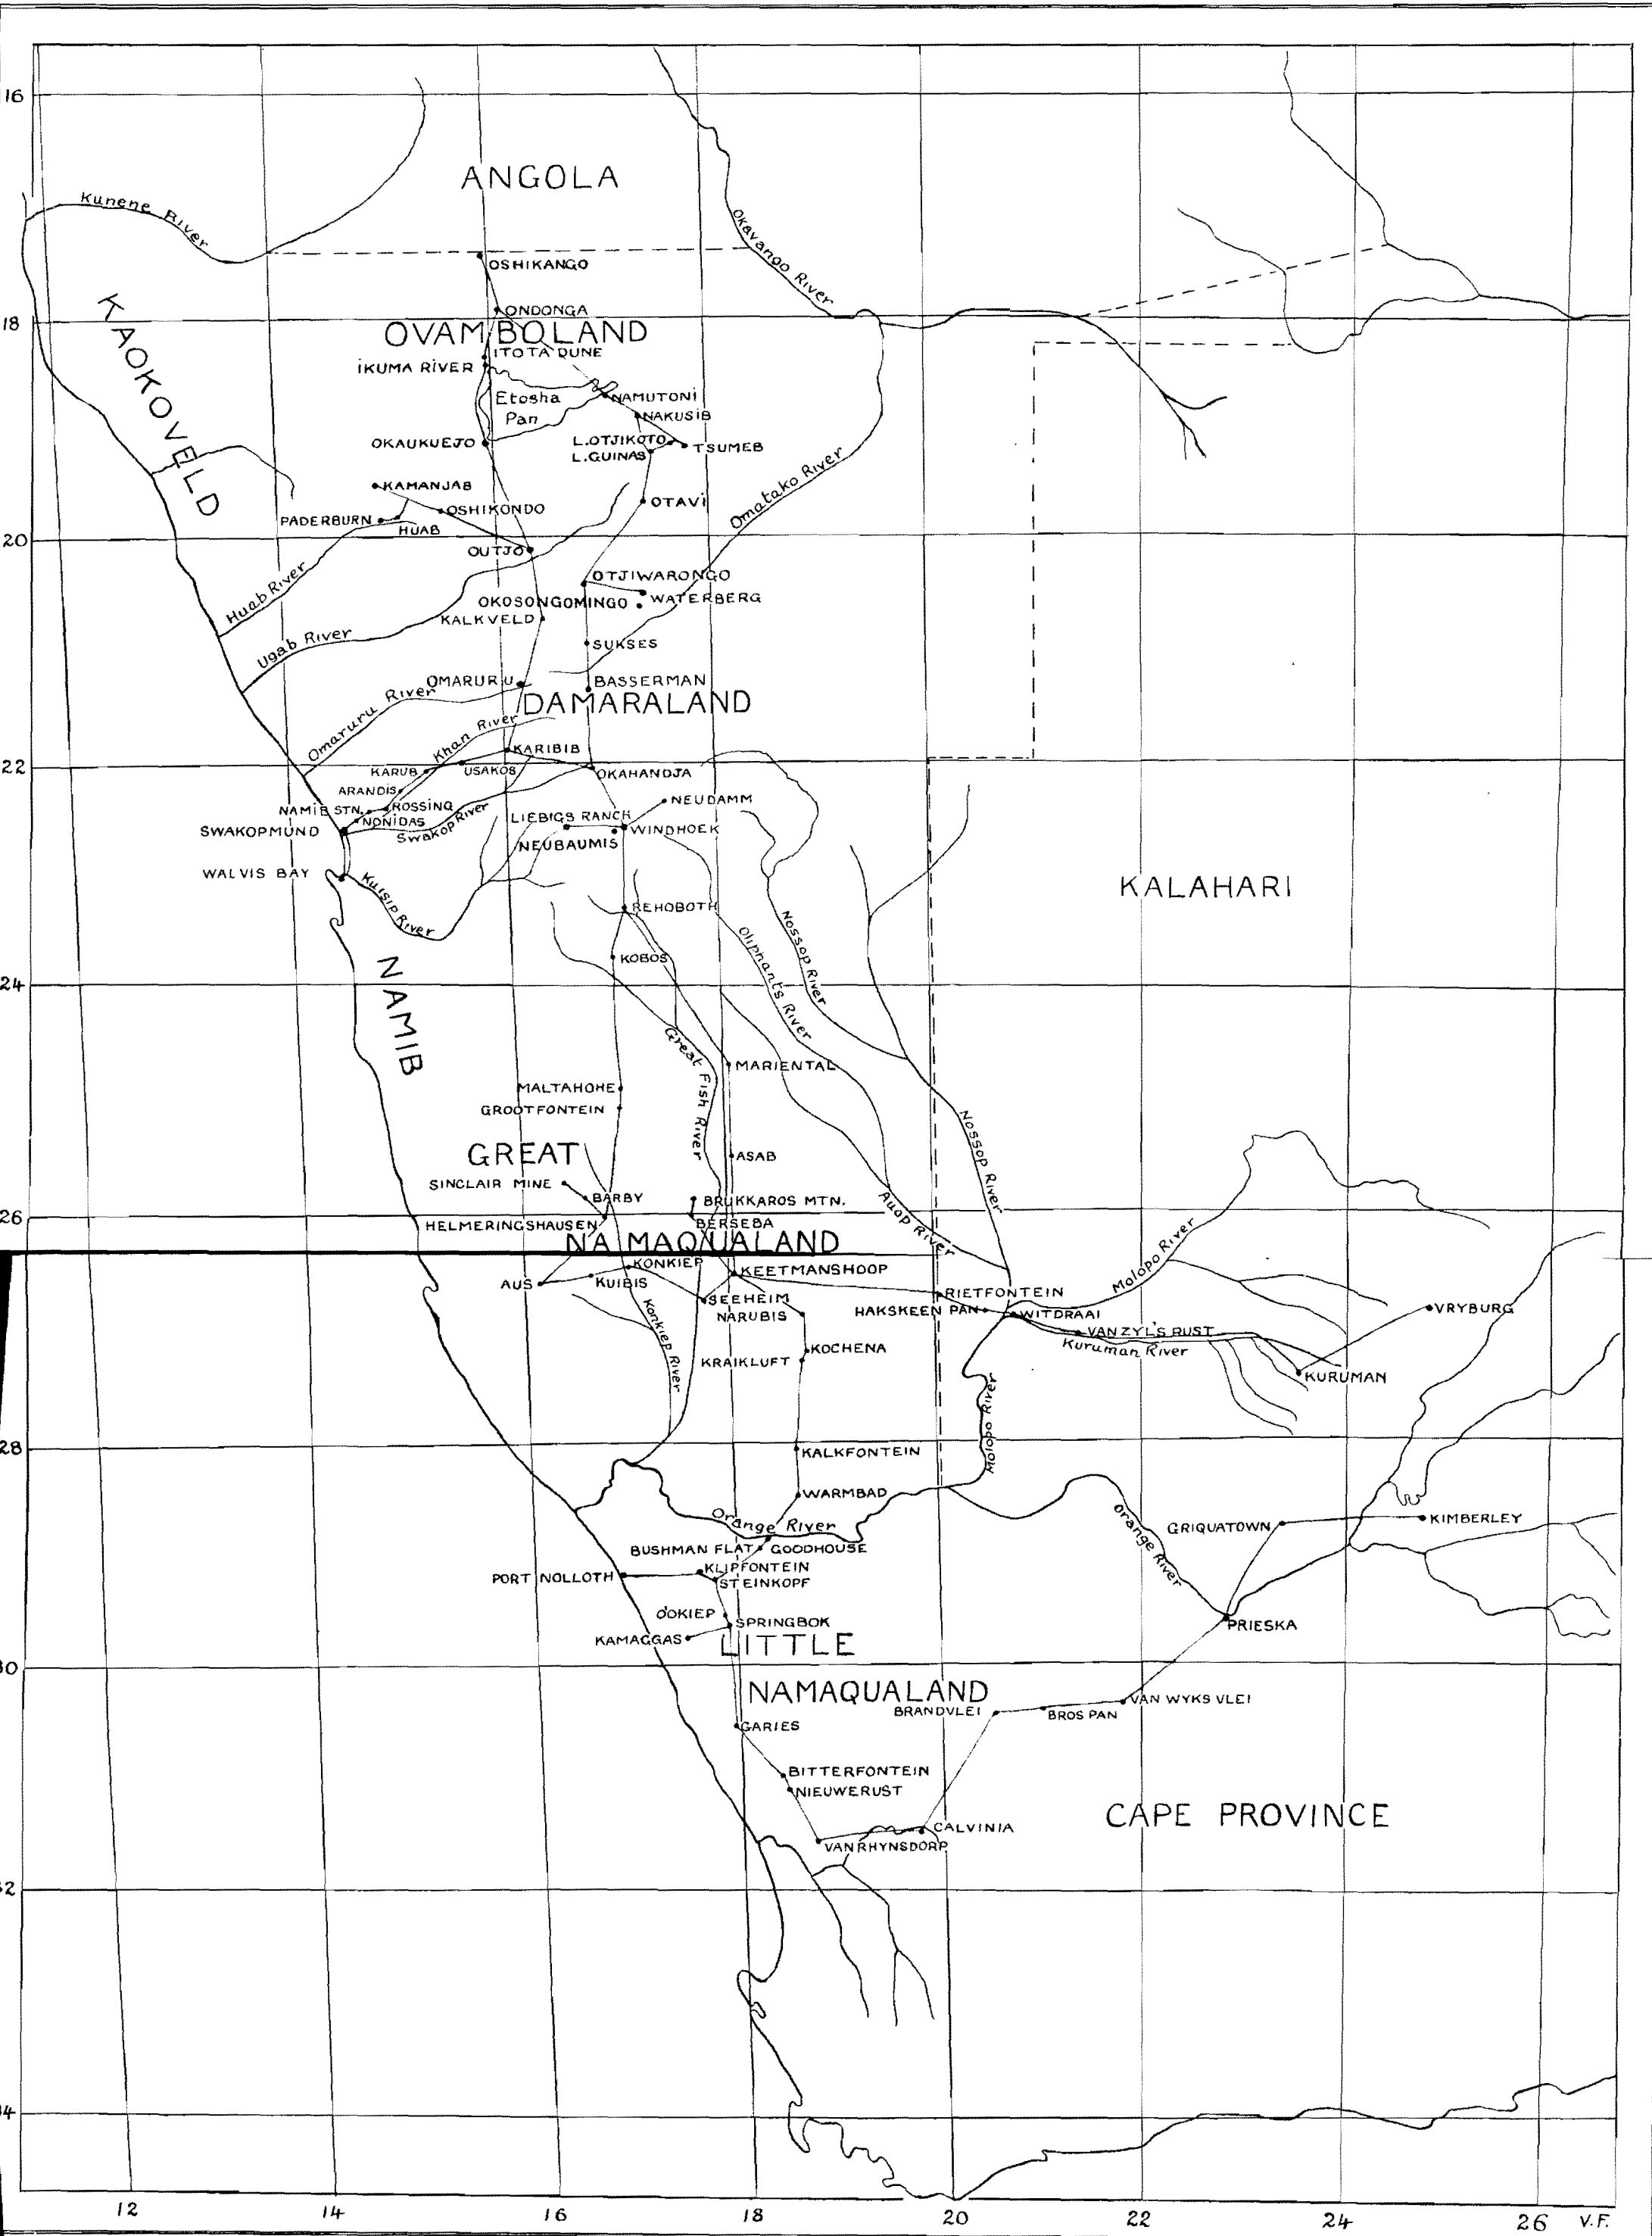 16
ANGOLA
Kunene River
Okavango River
OSHIKANGO
KAOKOVELD
ONDONGA
18
OVAMBOLAND
ITOTA DUNE
IKUMA RIVER
Etosha
Pan
NAMUTONI
NAKUSIB
OKAUKUEJO
L.OTJIKOTO
TSUMEB
L.GUINAS
KAMANJAB
OTAVI
Omatako River
OSHIKONDO
PADERBURN
HUAB
20
OUTJO
Huab River
OTJIWARONGO
OKOSONGOMINGO
WATERBERG
KALKVELD
Ugab River
SUKSES
OMARURU
BASSERMAN
Omaruru River
DAMARALAND
Khan River
KARIBIB
22
KARUB
USAKOS
OKAHANDJA
ARANDIS
NAMIB STN.
ROSSING
NEUDAMM
NONIDAS
Swakop River
LIEBIGS RANCH
SWAKOPMUND
WINDHOEK
NEUBAUMIS
WALVIS BAY
Kuisip River
KALAHARI
REHOBOTH
Nossop River
Oliphants River
KOBOS
NAMIB
24
Great Fish River
MARIENTAL
MALTAHOHE
GROOTFONTEIN
Nossop River
GREAT
ASAB
SINCLAIR MINE
BARBY
BRUKKAROS MTN.
Auop River
26
HELMERINGSHAUSEN
BERSEBA
NAMAQUALAND
Molopo River
KONKIEP
AUS
KUIBIS
KEETMANSHOOP
SEEHEIM
RIETFONTEIN
NARUBIS
HAKSKEEN PAN
WITDRAAI
VRYBURG
Konkiep River
VAN ZYL'S RUST
Kuruman River
KOCHENA
KRAIKLUFT
KURUMAN
Molopo River
28
KALKFONTEIN
WARMBAD
Orange River
Orange River
GRIQUATOWN
KIMBERLEY
BUSHMAN FLAT
GOODHOUSE
PORT NOLLOTH
KLIPFONTEIN
STEINKOPF
O'OKIEP
SPRINGBOK
PRIESKA
KAMAGGAS
LITTLE
30
NAMAQUALAND
BRANDVLEI
BROS PAN
VAN WYKS VLEI
GARIES
BITTERFONTEIN
NIEUWERUST
CAPE PROVINCE
CALVINIA
VANRHYNSDORP
32
34
12 14 16 18 20 22 24 26 V.F.